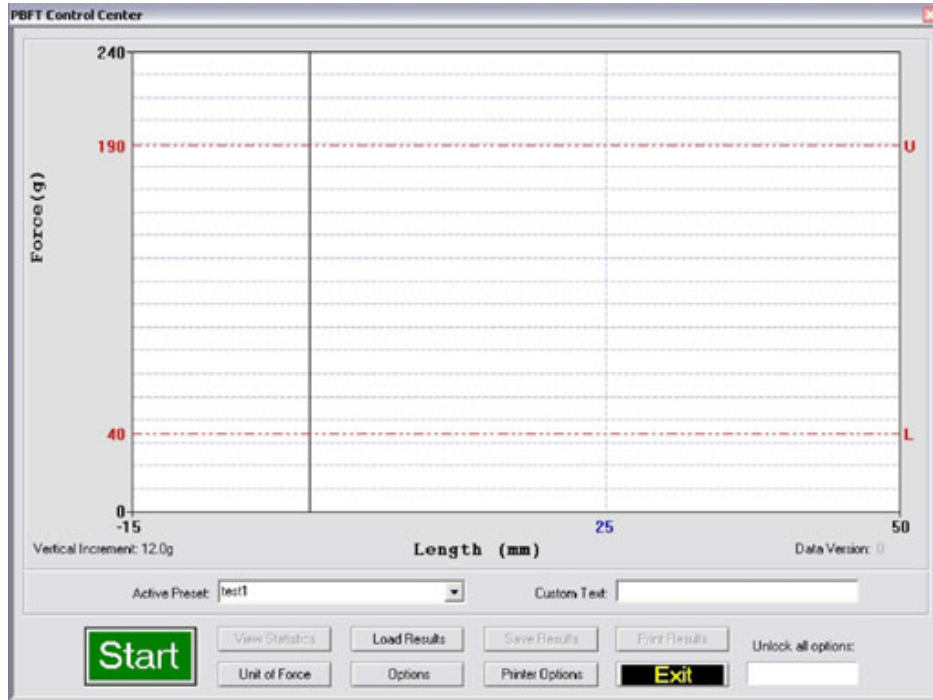 PBFT Control Center
240
190
U
Force(g)
40
L
0
-15
25
50
Vertical Increment: 12.0g
Length (mm)
Data Version: 0
Active Preset: test1
Custom Text:
Start
View Statistics
Load Results
Save Results
Print Results
Unlock all options:
Unit of Force
Options
Printer Options
Exit